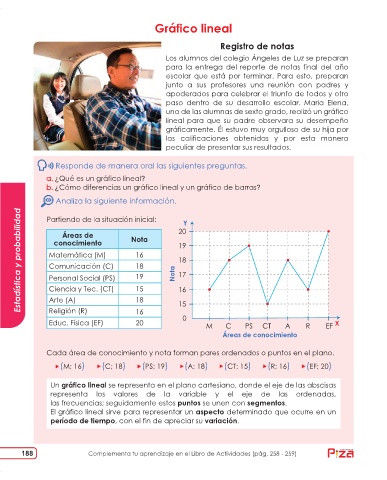 Gráfico lineal
Registro de notas
Los alumnos del colegio Ángeles de Luz se preparan
para la entrega del reporte de notas final del año
escolar que está por terminar. Para esto, preparan
junto a sus profesores una reunión con padres y
apoderados para celebrar el triunfo de todos y otro
paso dentro de su desarrollo escolar. María Elena,
una de las alumnas de sexto grado, realizó un gráfico
lineal para que su padre observara su desempeño
gráficamente. Él estuvo muy orgulloso de su hija por
las calificaciones obtenidas y por esta manera
peculiar de presentar sus resultados.
Responde de manera oral las siguientes preguntas.
a. ¿Qué es un gráfico lineal?
b. ¿Cómo diferencias un gráfico lineal y un gráfico de barras?
Analiza la siguiente información.
Partiendo de la situación inicial:
Áreas de conocimiento Nota
Matemática (M) 16
Comunicación (C) 18
Personal Social (PS) 19
Ciencia y Tec. (CT) 15
Arte (A) 18
Religión (R) 16
Educ. Física (EF) 20
Y
20
19
18
17
16
15
0
Nota
M C PS CT A R EF X
Áreas de conocimiento
Cada área de conocimiento y nota forman pares ordenados o puntos en el plano.
(M; 16) (C; 18) (PS; 19) (A; 18) (CT; 15) (R; 16) (EF; 20)
Un gráfico lineal se representa en el plano cartesiano, donde el eje de las abscisas
representa los valores de la variable y el eje de las ordenadas,
las frecuencias; seguidamente estos puntos se unen con segmentos.
El gráfico lineal sirve para representar un aspecto determinado que ocurre en un
período de tiempo, con el fin de apreciar su variación.
Estadística y probabilidad
188
Complementa tu aprendizaje en el Libro de Actividades (pág. 258 - 259)
Pizza